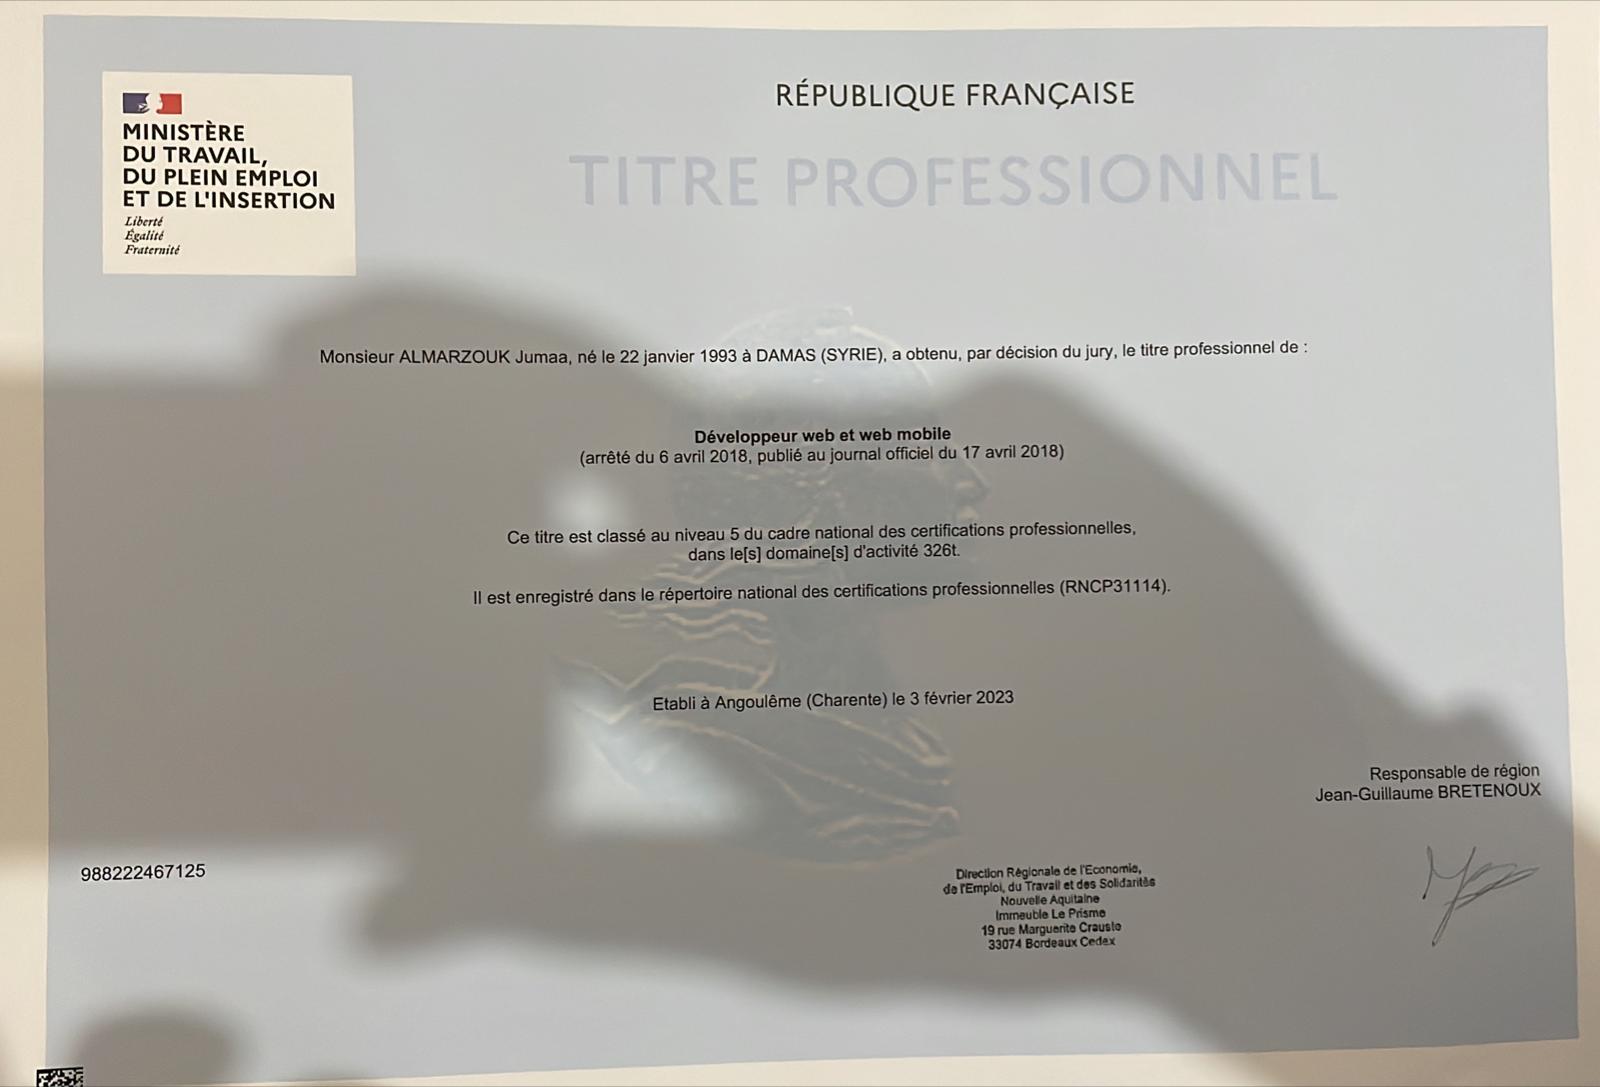 MINISTÈRE
DU TRAVAIL,
DU PLEIN EMPLOI
ET DE L'INSERTION
Liberté
Égalité
Fraternité
RÉPUBLIQUE FRANÇAISE
TITRE PROFESSIONNEL
Monsieur ALMARZOUK Jumaa, né le 22 janvier 1993 à DAMAS (SYRIE), a obtenu, par décision du jury, le titre professionnel de :
Développeur web et web mobile
(arrêté du 6 avril 2018, publié au journal officiel du 17 avril 2018)
Ce titre est classé au niveau 5 du cadre national des certifications professionnelles,
dans le[s] domaine[s] d'activité 326t.
Il est enregistré dans le répertoire national des certifications professionnelles (RNCP31114).
Etabli à Angoulême (Charente) le 3 février 2023
Responsable de région
Jean-Guillaume BRETENOUX
988222467125
Direction Régionale de l'Economie,
de l'Emploi, du Travail et des Solidarités
Nouvelle Aquitaine
Immeuble Le Prisme
19 rue Marguerite Crauste
33074 Bordeaux Cedex